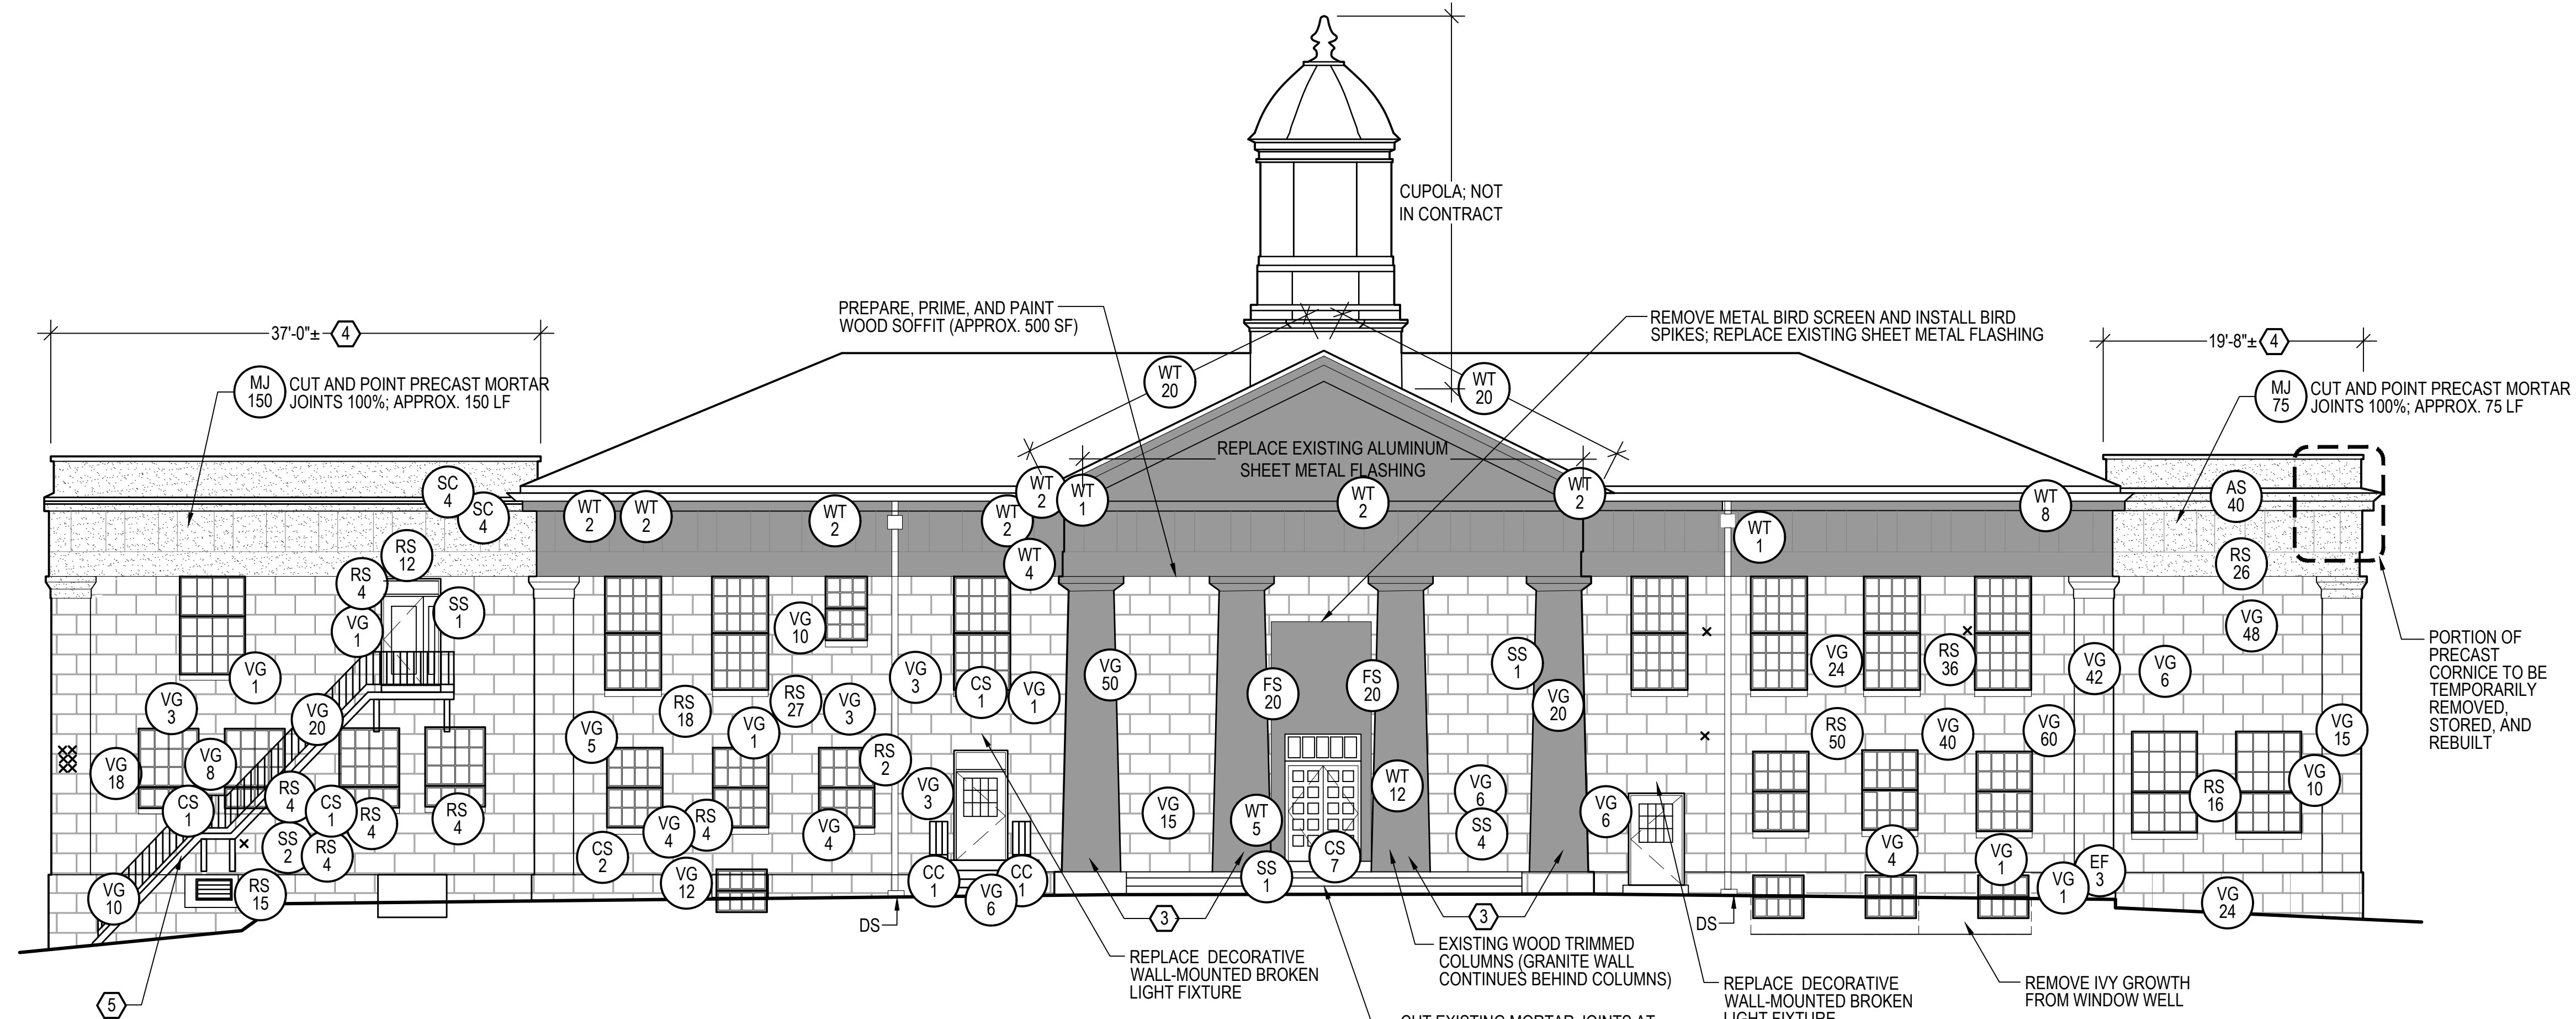 CUPOLA; NOT
IN CONTRACT
PREPARE, PRIME, AND PAINT
WOOD SOFFIT (APPROX. 500 SF)
REMOVE METAL BIRD SCREEN AND INSTALL BIRD
SPIKES; REPLACE EXISTING SHEET METAL FLASHING
37'-0"± 4
19'-8"± 4
MJ
150
CUT AND POINT PRECAST MORTAR
JOINTS 100%; APPROX. 150 LF
WT
20
WT
20
MJ
75
CUT AND POINT PRECAST MORTAR
JOINTS 100%; APPROX. 75 LF
REPLACE EXISTING ALUMINUM
SHEET METAL FLASHING
SC
4
SC
4
WT
2
WT
2
WT
2
WT
2
WT
2
WT
1
WT
4
WT
2
WT
2
WT
1
WT
8
AS
40
RS
12
RS
4
VG
1
SS
1
VG
1
VG
3
VG
20
VG
18
VG
8
CS
1
RS
4
CS
1
RS
4
RS
4
SS
2
RS
4
VG
10
RS
15
VG
10
VG
3
CS
1
VG
1
RS
18
RS
27
VG
3
VG
5
VG
1
RS
2
VG
3
VG
4
RS
4
VG
4
CS
2
VG
12
CC
1
CC
1
VG
6
VG
50
FS
20
FS
20
SS
1
VG
20
VG
15
WT
5
WT
12
VG
6
SS
4
CS
7
SS
1
VG
6
RS
26
VG
48
VG
24
RS
36
VG
42
VG
6
RS
50
VG
40
VG
60
VG
15
VG
10
RS
16
VG
4
VG
1
VG
1
EF
3
VG
24
PORTION OF
PRECAST
CORNICE TO BE
TEMPORARILY
REMOVED,
STORED, AND
REBUILT
DS
3
3
DS
5
REPLACE DECORATIVE
WALL-MOUNTED BROKEN
LIGHT FIXTURE
EXISTING WOOD TRIMMED
COLUMNS (GRANITE WALL
CONTINUES BEHIND COLUMNS)
REPLACE DECORATIVE
WALL-MOUNTED BROKEN
LIGHT FIXTURE
REMOVE IVY GROWTH
FROM WINDOW WELL
CUT EXISTING MORTAR JOINTS AT